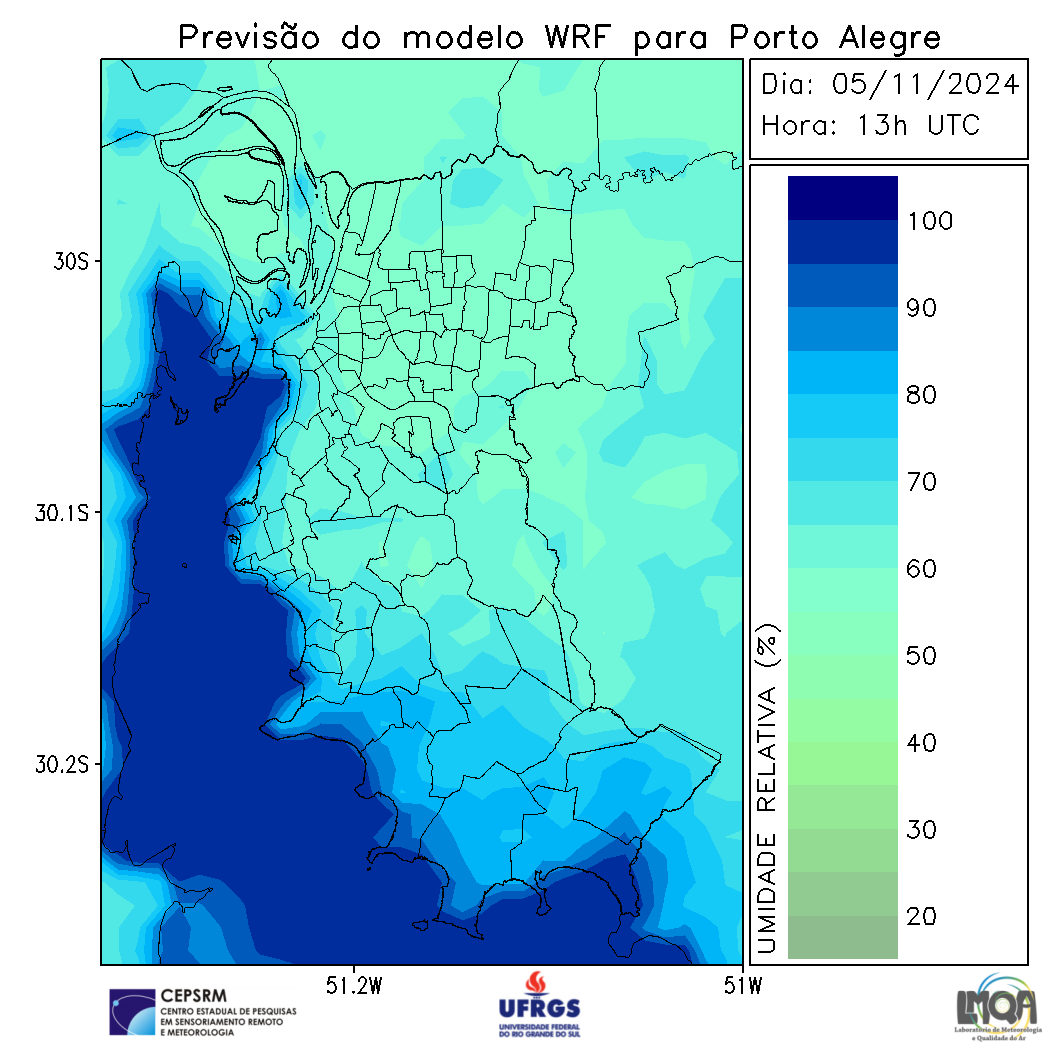 Previsão do modelo WRF para Porto Alegre
Dia: 05/11/2024
Hora: 13h UTC
30S
30.1S
30.2S
51.2W
51W
UMIDADE RELATIVA (%)
100
90
80
70
60
50
40
30
20
CEPSRM
CENTRO ESTADUAL DE PESQUISAS
EM SENSORIAMENTO REMOTO
E METEOROLOGIA
UFRGS
UNIVERSIDADE FEDERAL
DO RIO GRANDE DO SUL
LMQA
Laboratório de Meteorologia
e Qualidade do Ar